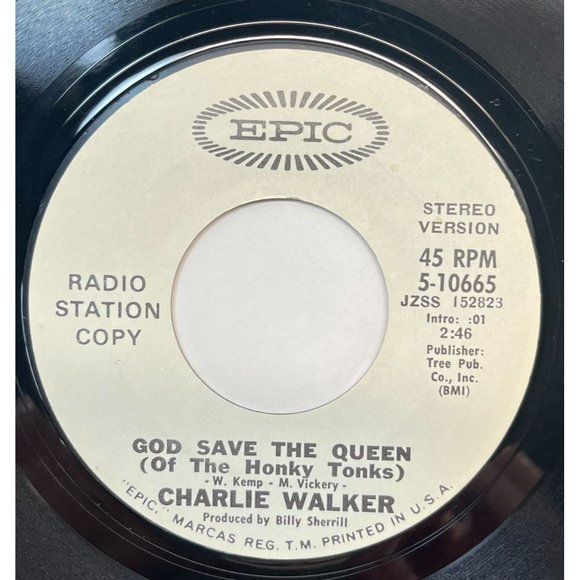 EPIC
STEREO
VERSION
45 RPM
5-10665
JZSS 152823
Intro: :01
2:46
Publisher:
Tree Pub.
Co., Inc.
(BMI)
RADIO
STATION
COPY
GOD SAVE THE QUEEN
(Of The Honky Tonks)
- W. Kemp - M. Vickery -
CHARLIE WALKER
Produced by Billy Sherrill
"EPIC," MARCAS REG. T.M. PRINTED IN U.S.A.